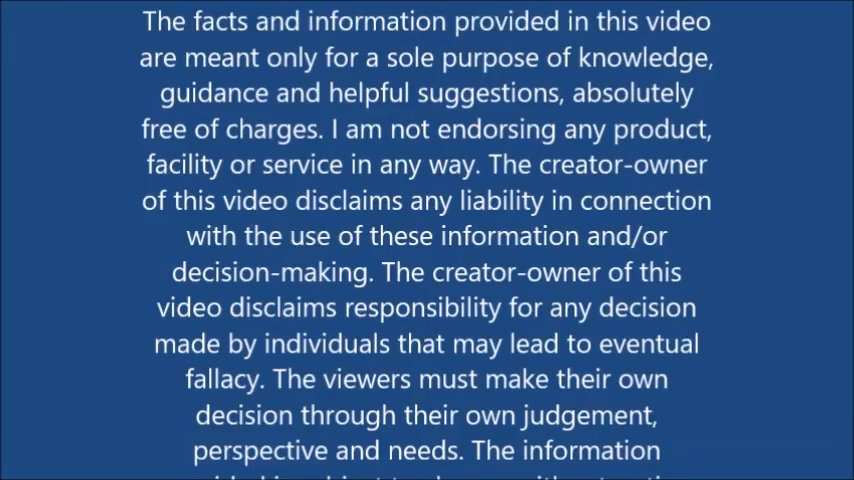 The facts and information provided in this video
are meant only for a sole purpose of knowledge,
guidance and helpful suggestions, absolutely
free of charges. I am not endorsing any product,
facility or service in any way. The creator-owner
of this video disclaims any liability in connection
with the use of these information and/or
decision-making. The creator-owner of this
video disclaims responsibility for any decision
made by individuals that may lead to eventual
fallacy. The viewers must make their own
decision through their own judgement,
perspective and needs. The information